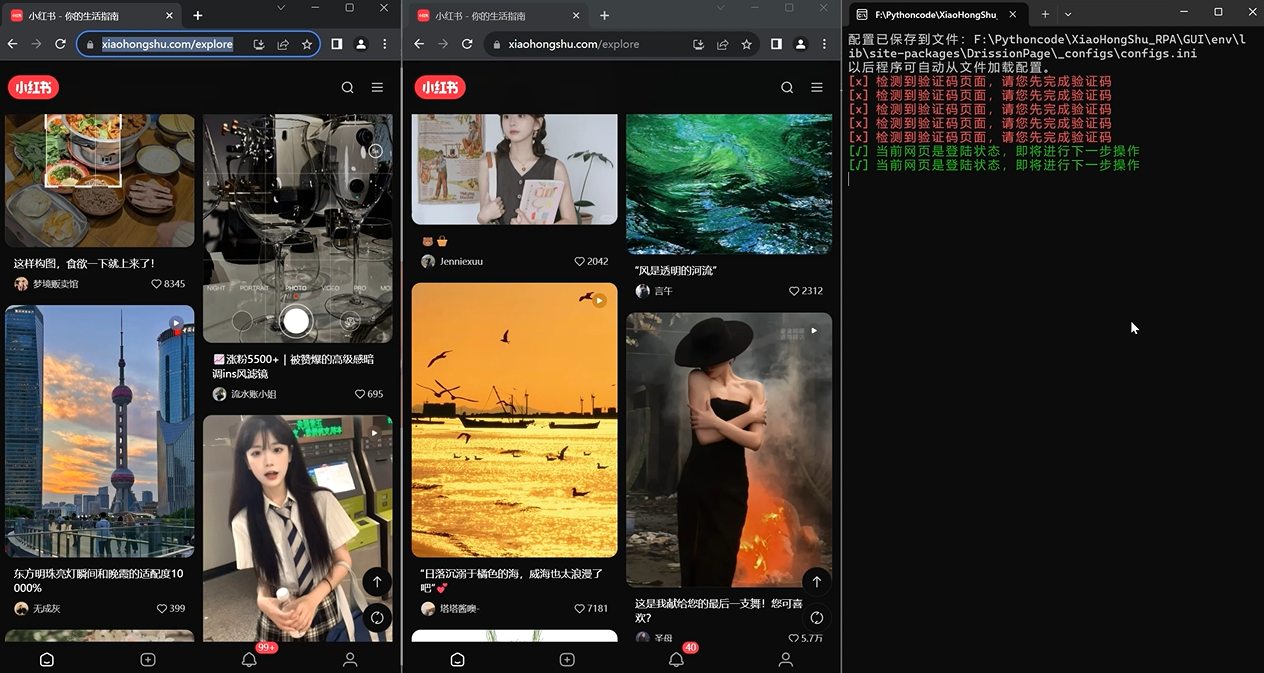 小红书 - 你的生活指南
xiaohongshu.com/explore
小红书
这样构图，食欲一下就上来了！
梦境贩卖馆
8345
东方明珠亮灯瞬间和晚霞的适配度10
000%
无成灰
399
NIGHT PORTRAIT PHOTO VIDEO PRO MO
📈涨粉5500+｜被赞爆的高级感暗
调ins风滤镜
流水账小姐
695
99+
小红书 - 你的生活指南
xiaohongshu.com/explore
小红书
🐻🧺
Jenniexuu
2042
“日落沉溺于橘色的海，威海也太浪漫了
吧”💕
塔塔酱噢-
7181
“风是透明的河流”
言午
2312
这是我献给您的最后一支舞！您可喜
欢?
圣母
5.7万
40
F:\Pythoncode\XiaoHongShu_
配置已保存到文件：F:\Pythoncode\XiaoHongShu_RPA\GUI\env\l
ib\site-packages\DrissionPage\_configs\configs.ini
以后程序可自动从文件加载配置。
[x] 检测到验证码页面，请您先完成验证码
[x] 检测到验证码页面，请您先完成验证码
[x] 检测到验证码页面，请您先完成验证码
[x] 检测到验证码页面，请您先完成验证码
[x] 检测到验证码页面，请您先完成验证码
[√] 当前网页是登陆状态，即将进行下一步操作
[√] 当前网页是登陆状态，即将进行下一步操作